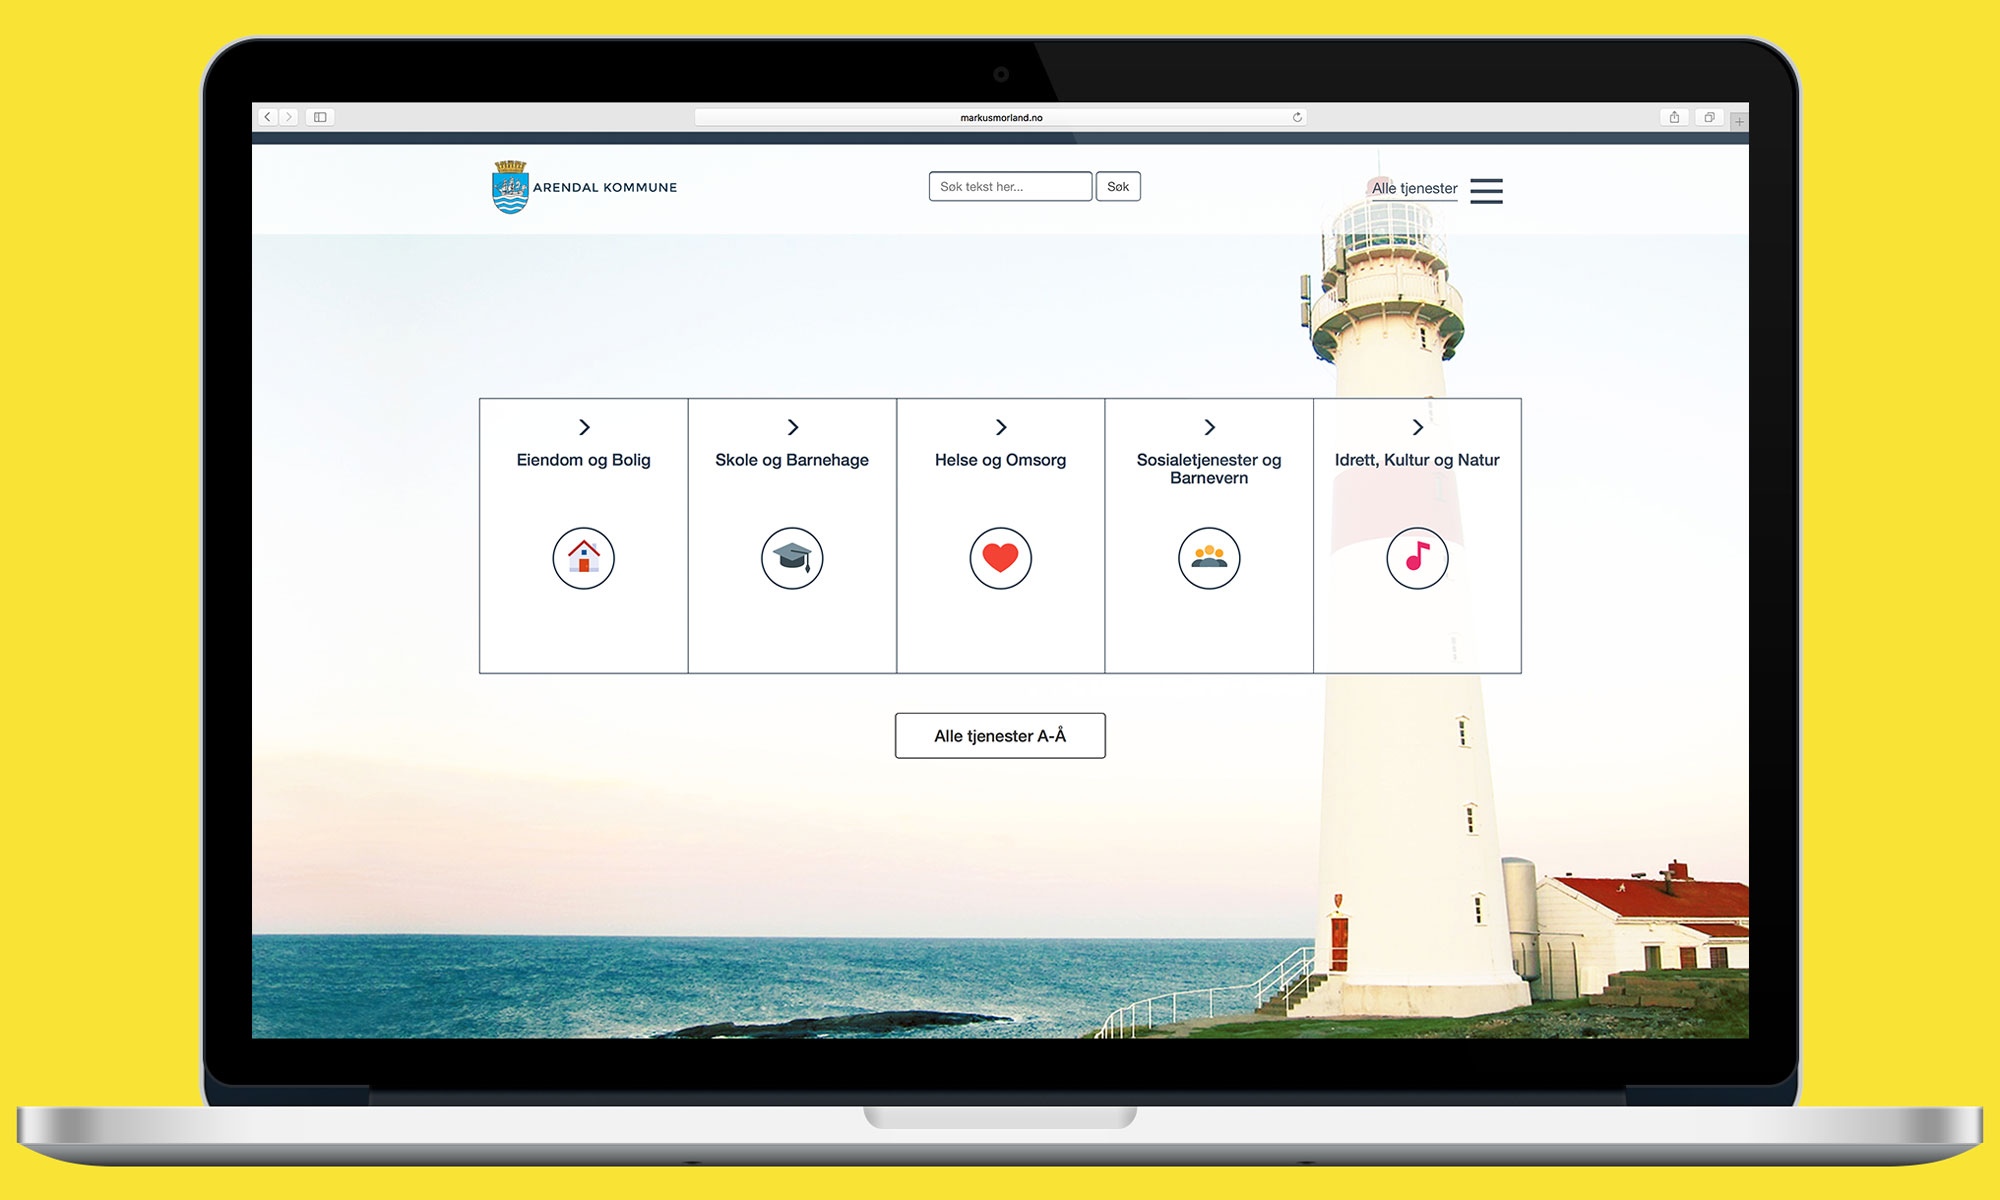 markusmorland.no
ARENDAL KOMMUNE
Søk tekst her...
Søk
Alle tjenester
Eiendom og Bolig
Skole og Barnehage
Helse og Omsorg
Sosialetjenester og
Barnevern
Idrett, Kultur og Natur
Alle tjenester A-Å